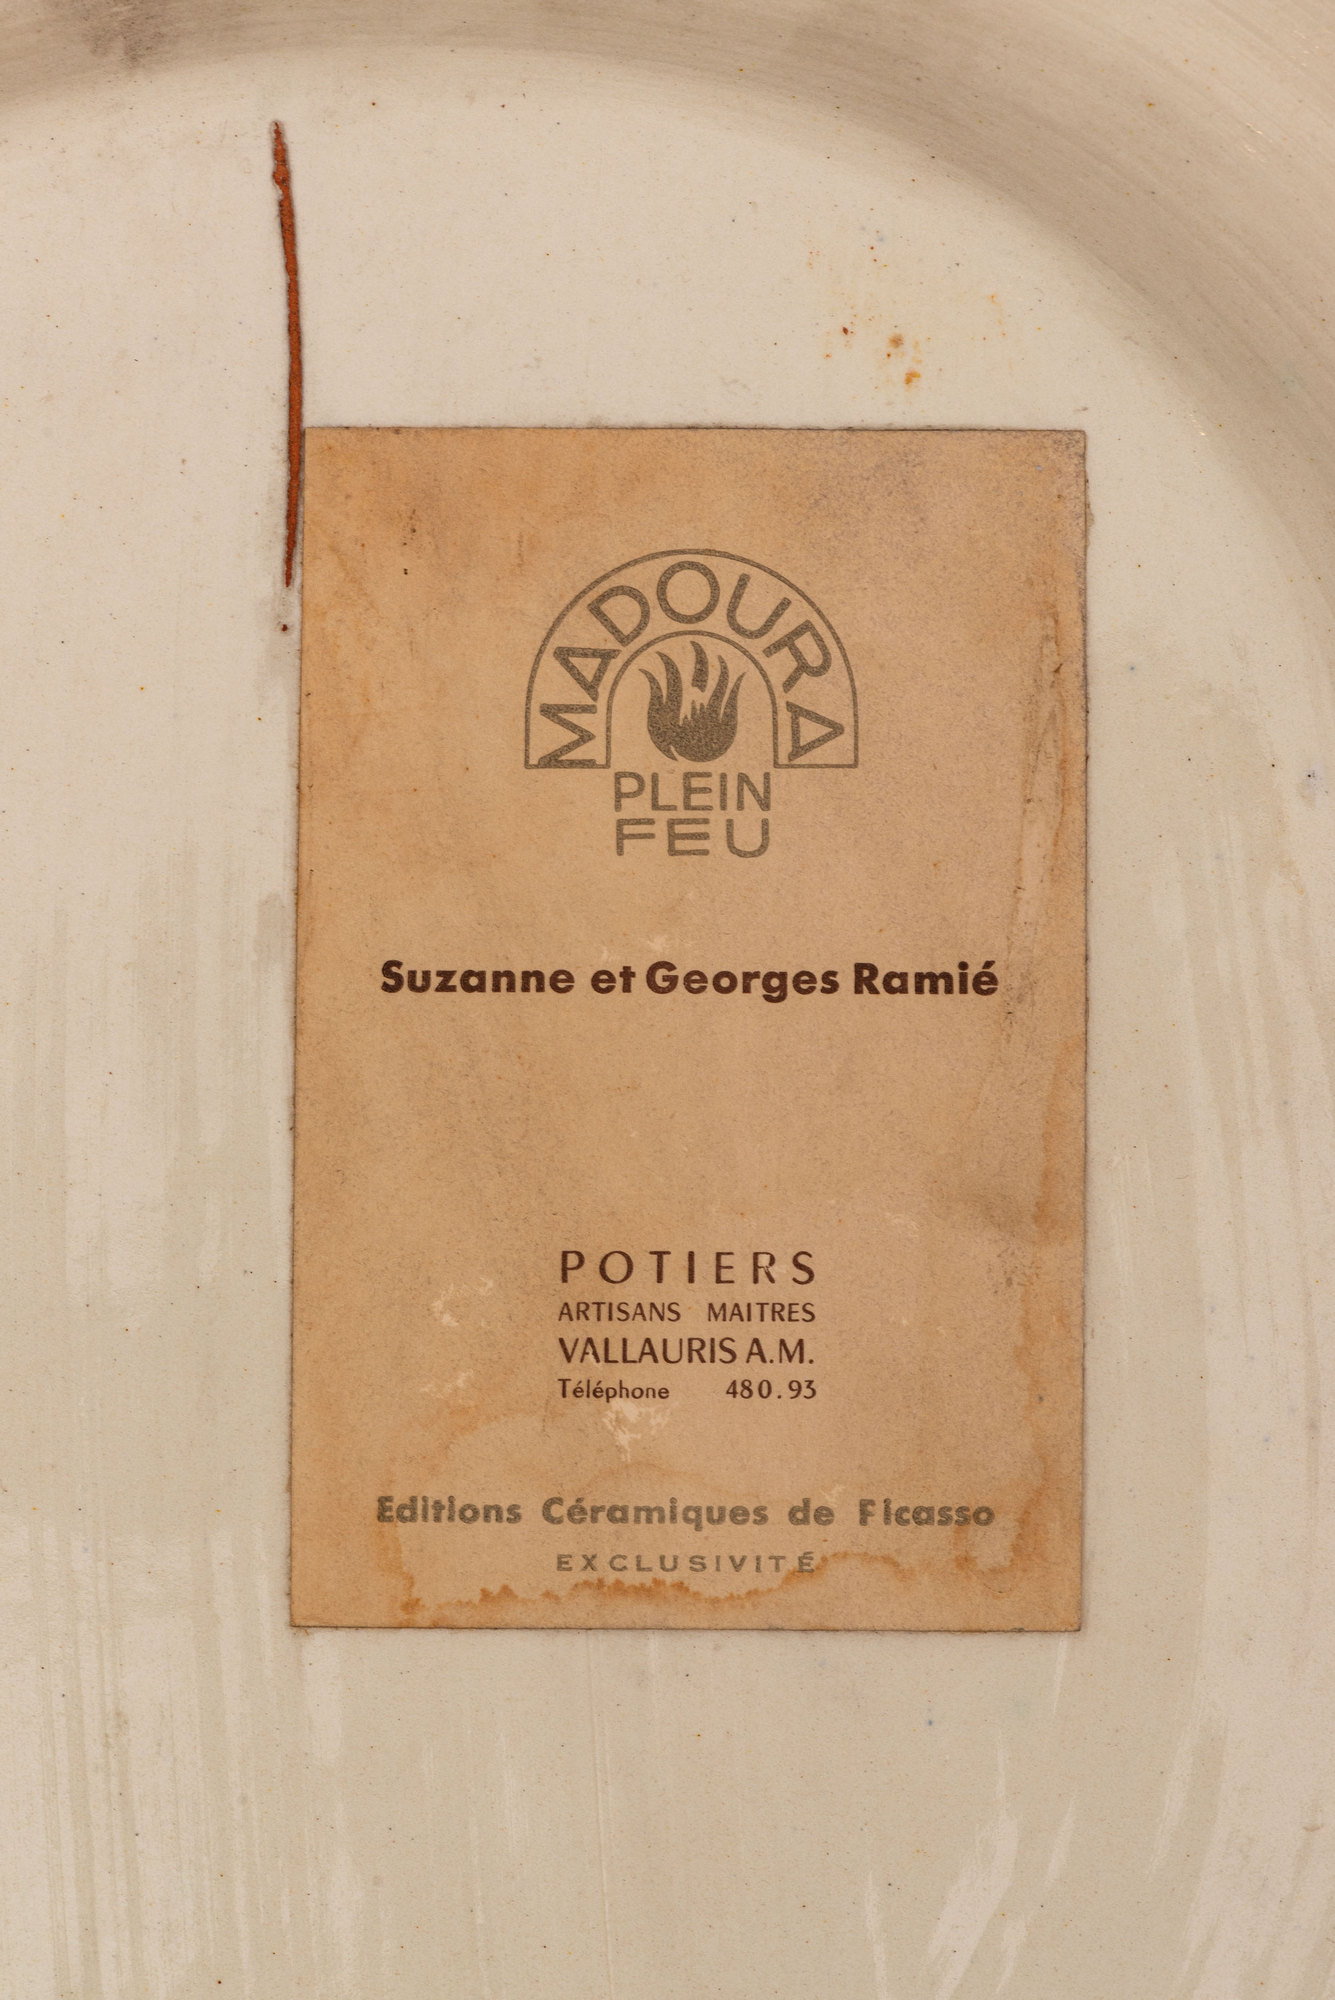 MADOURA
PLEIN
FEU
Suzanne et Georges Ramié
POTIERS
ARTISANS MAITRES
VALLAURIS A.M.
Téléphone 480.93
Editions Céramiques de Picasso
EXCLUSIVITÉ